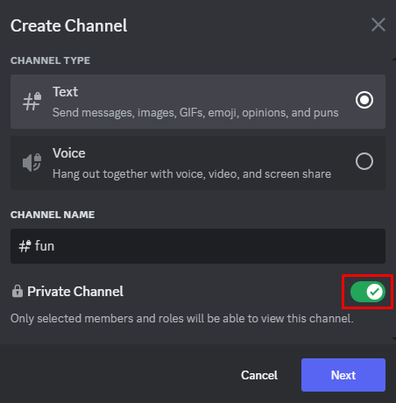 Create Channel
CHANNEL TYPE
Text
Send messages, images, GIFs, emoji, opinions, and puns
Voice
Hang out together with voice, video, and screen share
CHANNEL NAME
fun
Private Channel
Only selected members and roles will be able to view this channel.
Cancel Next